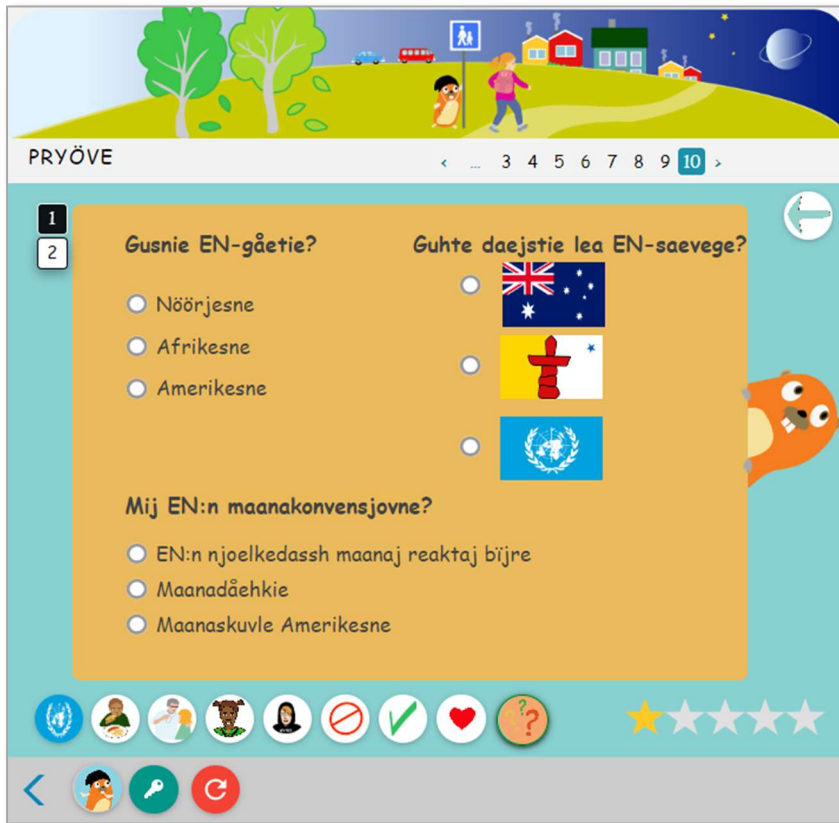 PRYÖVE
‹ ... 3 4 5 6 7 8 9 10 ›
1
2
Gusnie EN-gåetie?
Nöörjesne
Afrikesne
Amerikesne
Guhte daejstie lea EN-saevege?
Mij EN:n maanakonvensjovne?
EN:n njoelkedassh maanaj reaktaj bïjre
Maanadåehkie
Maanaskuvle Amerikesne
???